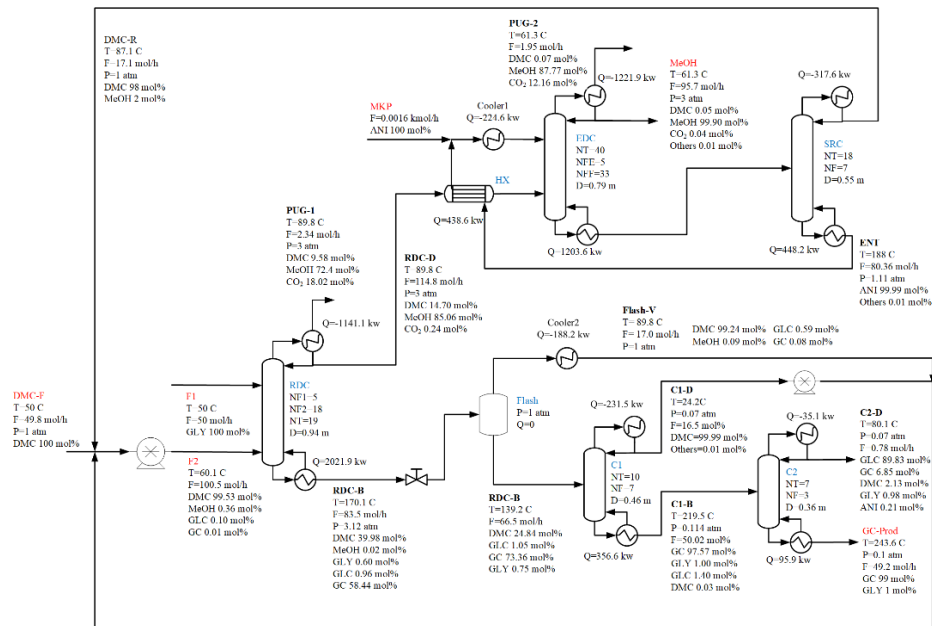 DMC-R
T=87.1 C
F=17.1 mol/h
P=1 atm
DMC 98 mol%
MeOH 2 mol%
PUG-2
T=61.3 C
F=1.95 mol/h
DMC 0.07 mol%
MeOH 87.77 mol%
CO2 12.16 mol%
Q=-1221.9 kw
MeOH
T=61.3 C
F=95.7 mol/h
P=3 atm
DMC 0.05 mol%
MeOH 99.90 mol%
CO2 0.04 mol%
Others 0.01 mol%
Q=-317.6 kw
MKP
F=0.0016 kmol/h
ANI 100 mol%
Cooler1
Q=-224.6 kw
EDC
NT=40
NFE=5
NFF=33
D=0.79 m
SRC
NT=18
NF=7
D=0.55 m
HX
Q=438.6 kw
Q=1203.6 kw
Q=448.2 kw
ENT
T=188 C
F=80.36 mol/h
P=1.11 atm
ANI 99.99 mol%
Others 0.01 mol%
PUG-1
T=89.8 C
F=2.34 mol/h
P=3 atm
DMC 9.58 mol%
MeOH 72.4 mol%
CO2 18.02 mol%
Q=-1141.1 kw
RDC-D
T=89.8 C
F=114.8 mol/h
P=3 atm
DMC 14.70 mol%
MeOH 85.06 mol%
CO2 0.24 mol%
Flash-V
T= 89.8 C
F= 17.0 mol/h
P=1 atm
DMC 99.24 mol% GLC 0.59 mol%
MeOH 0.09 mol% GC 0.08 mol%
Cooler2
Q=-188.2 kw
DMC-F
T=50 C
F=49.8 mol/h
P=1 atm
DMC 100 mol%
F1
T=50 C
F=50 mol/h
GLY 100 mol%
RDC
NF1=5
NF2=18
NT=19
D=0.94 m
F2
T=60.1 C
F=100.5 mol/h
DMC 99.53 mol%
MeOH 0.36 mol%
GLC 0.10 mol%
GC 0.01 mol%
Q=2021.9 kw
RDC-B
T=170.1 C
F=83.5 mol/h
P=3.12 atm
DMC 39.98 mol%
MeOH 0.02 mol%
GLY 0.60 mol%
GLC 0.96 mol%
GC 58.44 mol%
Flash
P=1 atm
Q=0
RDC-B
T=139.2 C
F=66.5 mol/h
DMC 24.84 mol%
GLC 1.05 mol%
GC 73.36 mol%
GLY 0.75 mol%
Q=-231.5 kw
C1
NT=10
NF=7
D=0.46 m
Q=356.6 kw
C1-D
T=24.2C
P=0.07 atm
F=16.5 mol/h
DMC=99.99 mol%
Others=0.01 mol%
C1-B
T=219.5 C
P=0.114 atm
F=50.02 mol/h
GC 97.57 mol%
GLY 1.00 mol%
GLC 1.40 mol%
DMC 0.03 mol%
Q=-35.1 kw
C2
NT=7
NF=3
D=0.36 m
Q=95.9 kw
C2-D
T=80.1 C
P=0.07 atm
F=0.78 mol/h
GLC 89.83 mol%
GC 6.85 mol%
DMC 2.13 mol%
GLY 0.98 mol%
ANI 0.21 mol%
GC-Prod
T=243.6 C
P=0.1 atm
F=49.2 mol/h
GC 99 mol%
GLY 1 mol%